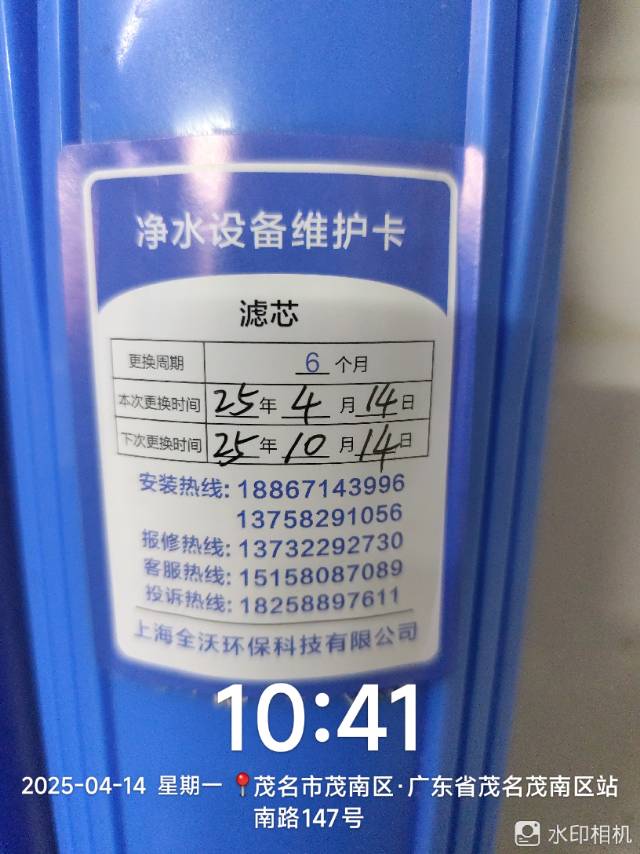 净水设备维护卡
滤芯
更换周期 6 个月
本次更换时间 25年 4 月 14日
下次更换时间 25年 10 月 14日
安装热线: 18867143996
13758291056
报修热线: 13732292730
客服热线: 15158087089
投诉热线: 18258897611
上海全沃环保科技有限公司
10:41
2025-04-14 星期一 📍茂名市茂南区·广东省茂名茂南区站
南路147号
水印相机